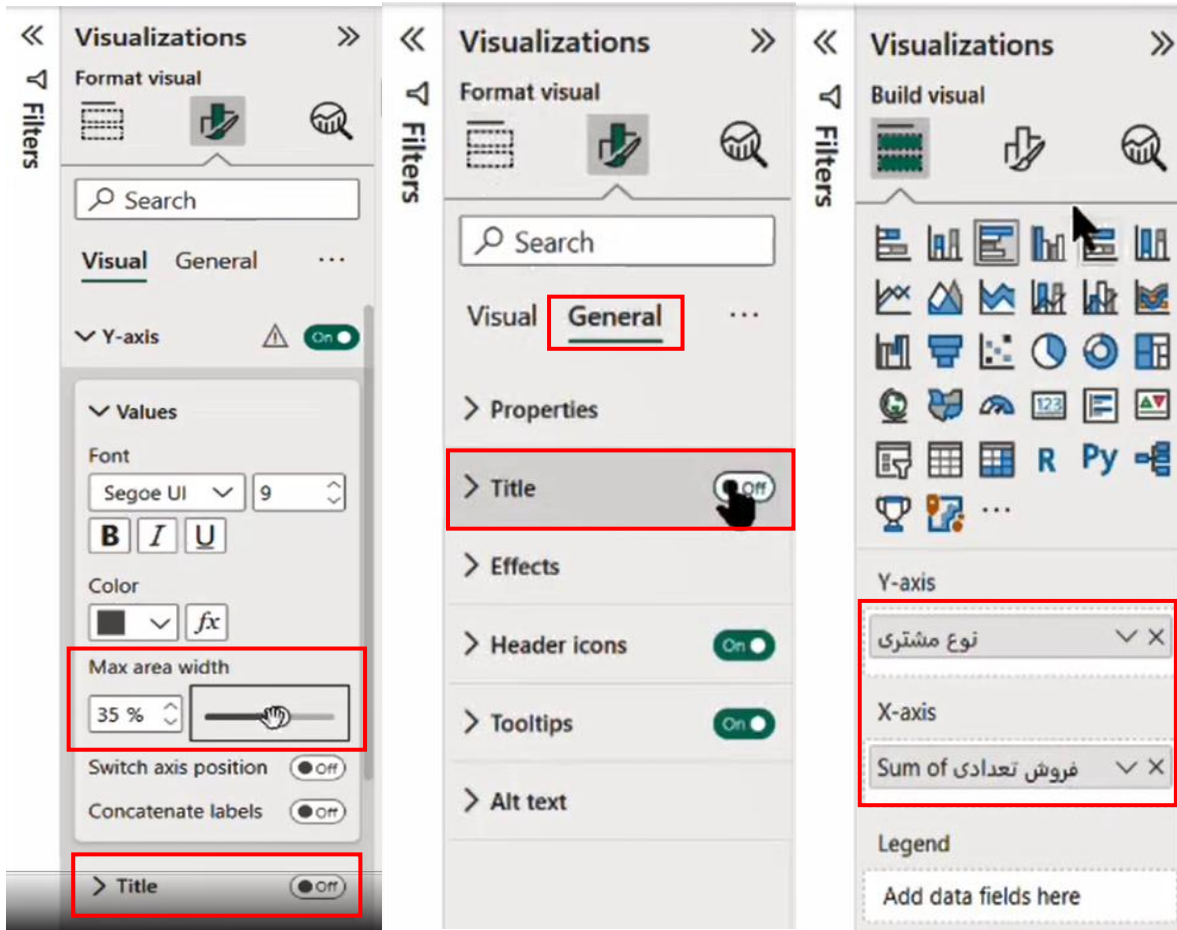 Visualizations
Format visual
Filters
Search
Visual General ...
Y-axis On
Values
Font
Segoe UI 9
B I U
Color
fx
Max area width
35 %
Switch axis position Off
Concatenate labels Off
Title Off
Visualizations
Format visual
Filters
Search
Visual General ...
Properties
Title Off
Effects
Header icons On
Tooltips On
Alt text
Visualizations
Build visual
Filters
123
R Py
...
Y-axis
نوع مشتری
X-axis
Sum of فروش تعدادی
Legend
Add data fields here